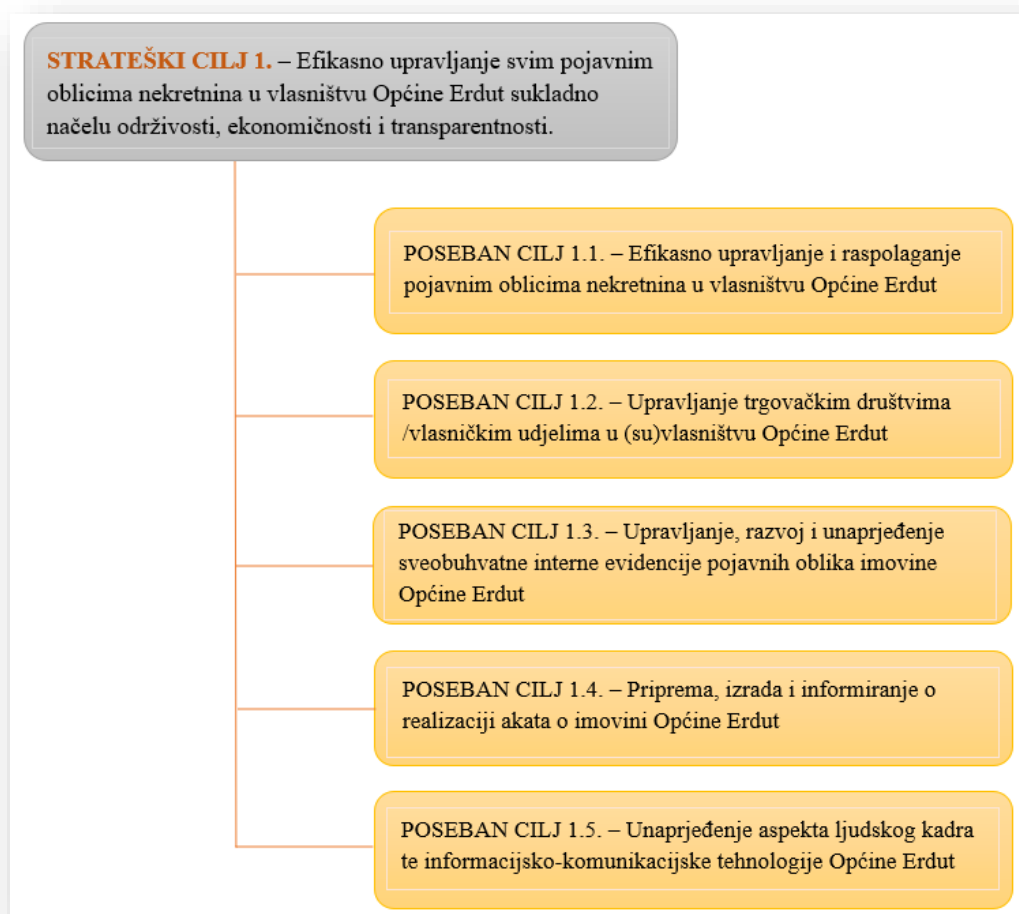 STRATEŠKI CILJ 1. – Efikasno upravljanje svim pojavnim
oblicima nekretnina u vlasništvu Općine Erdut sukladno
načelu održivosti, ekonomičnosti i transparentnosti.
POSEBAN CILJ 1.1. – Efikasno upravljanje i raspolaganje
pojavnim oblicima nekretnina u vlasništvu Općine Erdut
POSEBAN CILJ 1.2. – Upravljanje trgovačkim društvima
/vlasničkim udjelima u (su)vlasništvu Općine Erdut
POSEBAN CILJ 1.3. – Upravljanje, razvoj i unaprjeđenje
sveobuhvatne interne evidencije pojavnih oblika imovine
Općine Erdut
POSEBAN CILJ 1.4. – Priprema, izrada i informiranje o
realizaciji akata o imovini Općine Erdut
POSEBAN CILJ 1.5. – Unaprjeđenje aspekta ljudskog kadra
te informacijsko-komunikacijske tehnologije Općine Erdut